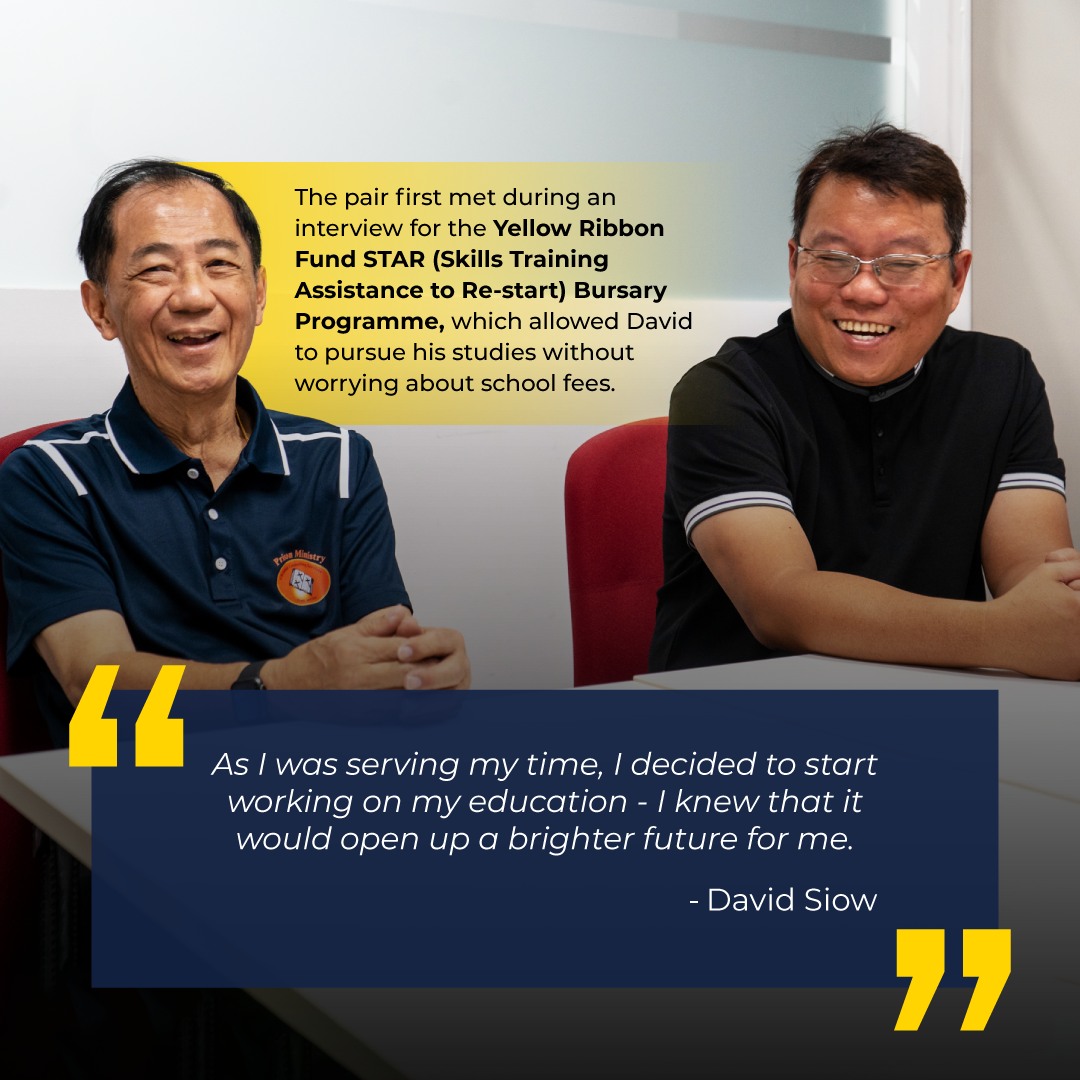 The pair first met during an
interview for the Yellow Ribbon
Fund STAR (Skills Training
Assistance to Re-start) Bursary
Programme, which allowed David
to pursue his studies without
worrying about school fees.
Prison Ministry
“
As I was serving my time, I decided to start
working on my education - I knew that it
would open up a brighter future for me.
- David Siow
”